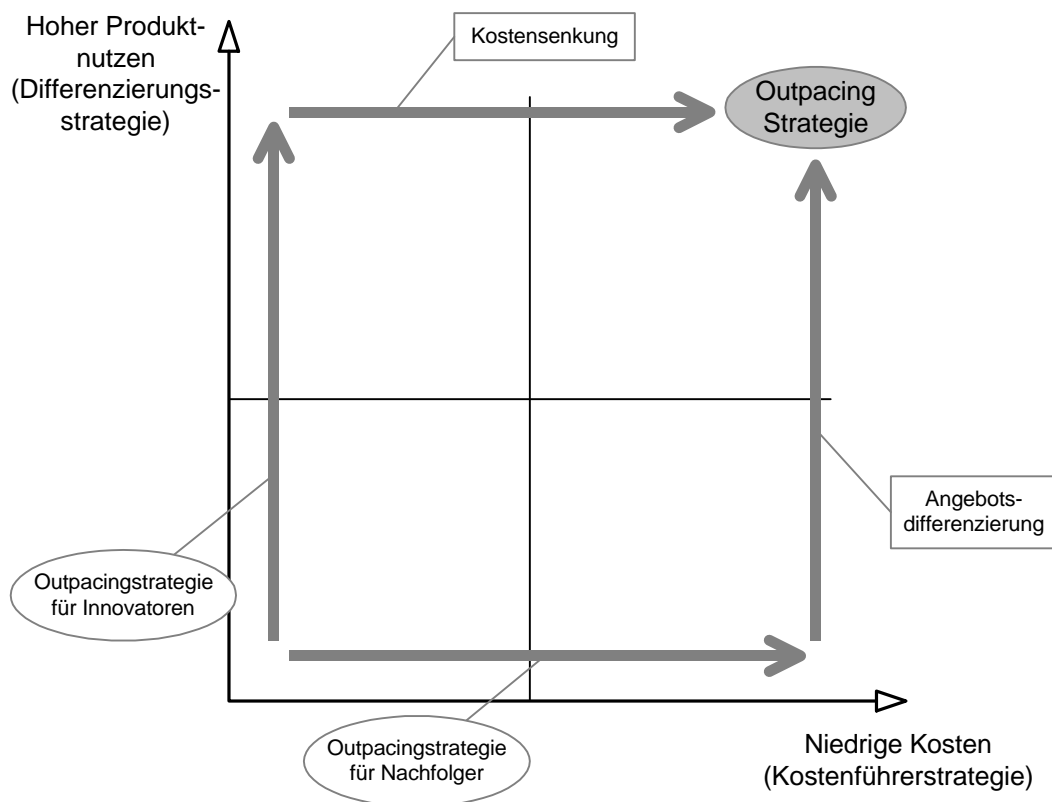 Hoher Produkt-
nutzen
(Differenzierungs-
strategie)
Kostensenkung
Outpacing
Strategie
Angebots-
differenzierung
Outpacingstrategie
für Innovatoren
Outpacingstrategie
für Nachfolger
Niedrige Kosten
(Kostenführerstrategie)